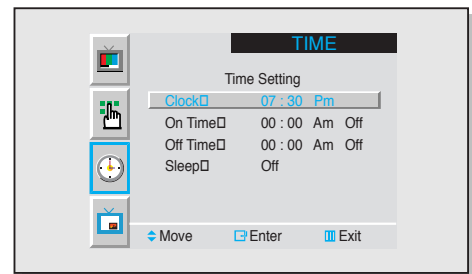 TIME
Time Setting
Clock□ 07 : 30 Pm
On Time□ 00 : 00 Am Off
Off Time□ 00 : 00 Am Off
Sleep□ Off
Move Enter Exit